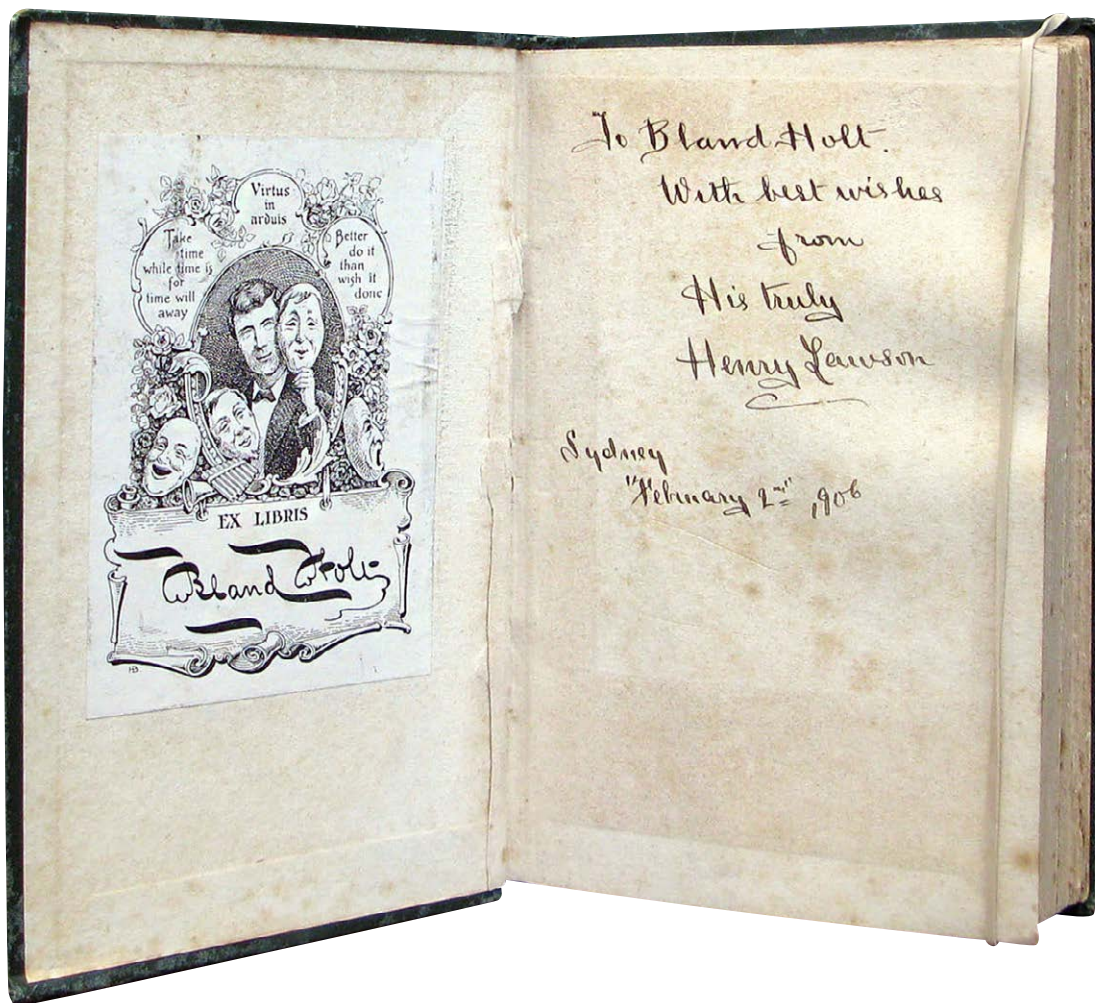 Virtus
in
arduis
Take
time
while time is
for
time will
away
Better
do it
than
wish it
done
EX LIBRIS
Bland Holt
HB
To Bland Holt.
With best wishes
from
His truly
Henry Lawson
Sydney
"February 2nd" 1906